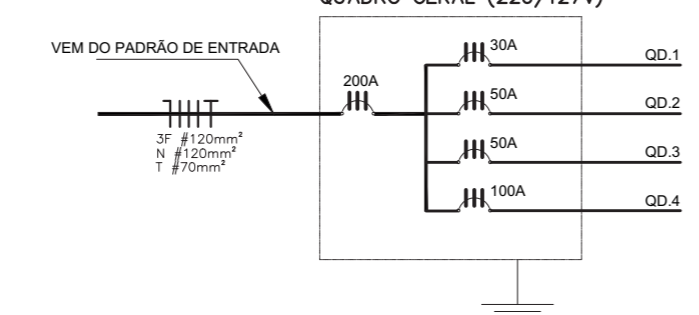 QUADRO GERAL (220/127V)
VEM DO PADRÃO DE ENTRADA
30A
QD.1
200A
50A
QD.2
3F #120mm²
N #120mm²
T #70mm²
50A
QD.3
100A
QD.4